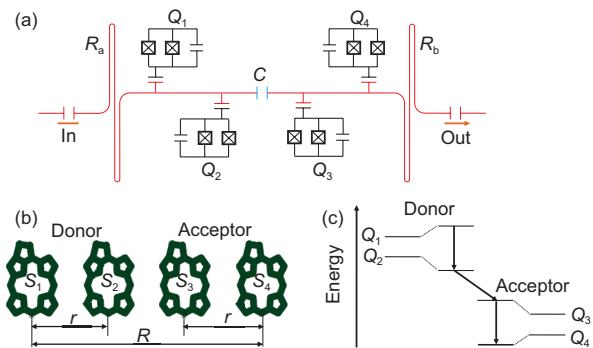 (a)
Q1
Q4
Ra
Rb
C
In
Out
Q2
Q3
(b)
Donor
Acceptor
S1
S2
S3
S4
r
r
R
(c)
Donor
Q1
Q2
Energy
Acceptor
Q3
Q4